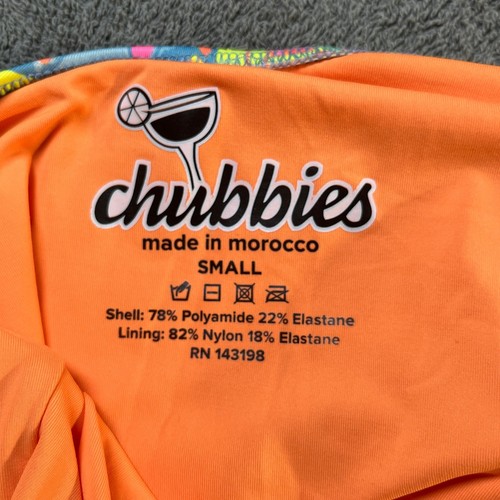 chubbies
made in morocco
SMALL
Shell: 78% Polyamide 22% Elastane
Lining: 82% Nylon 18% Elastane
RN 143198